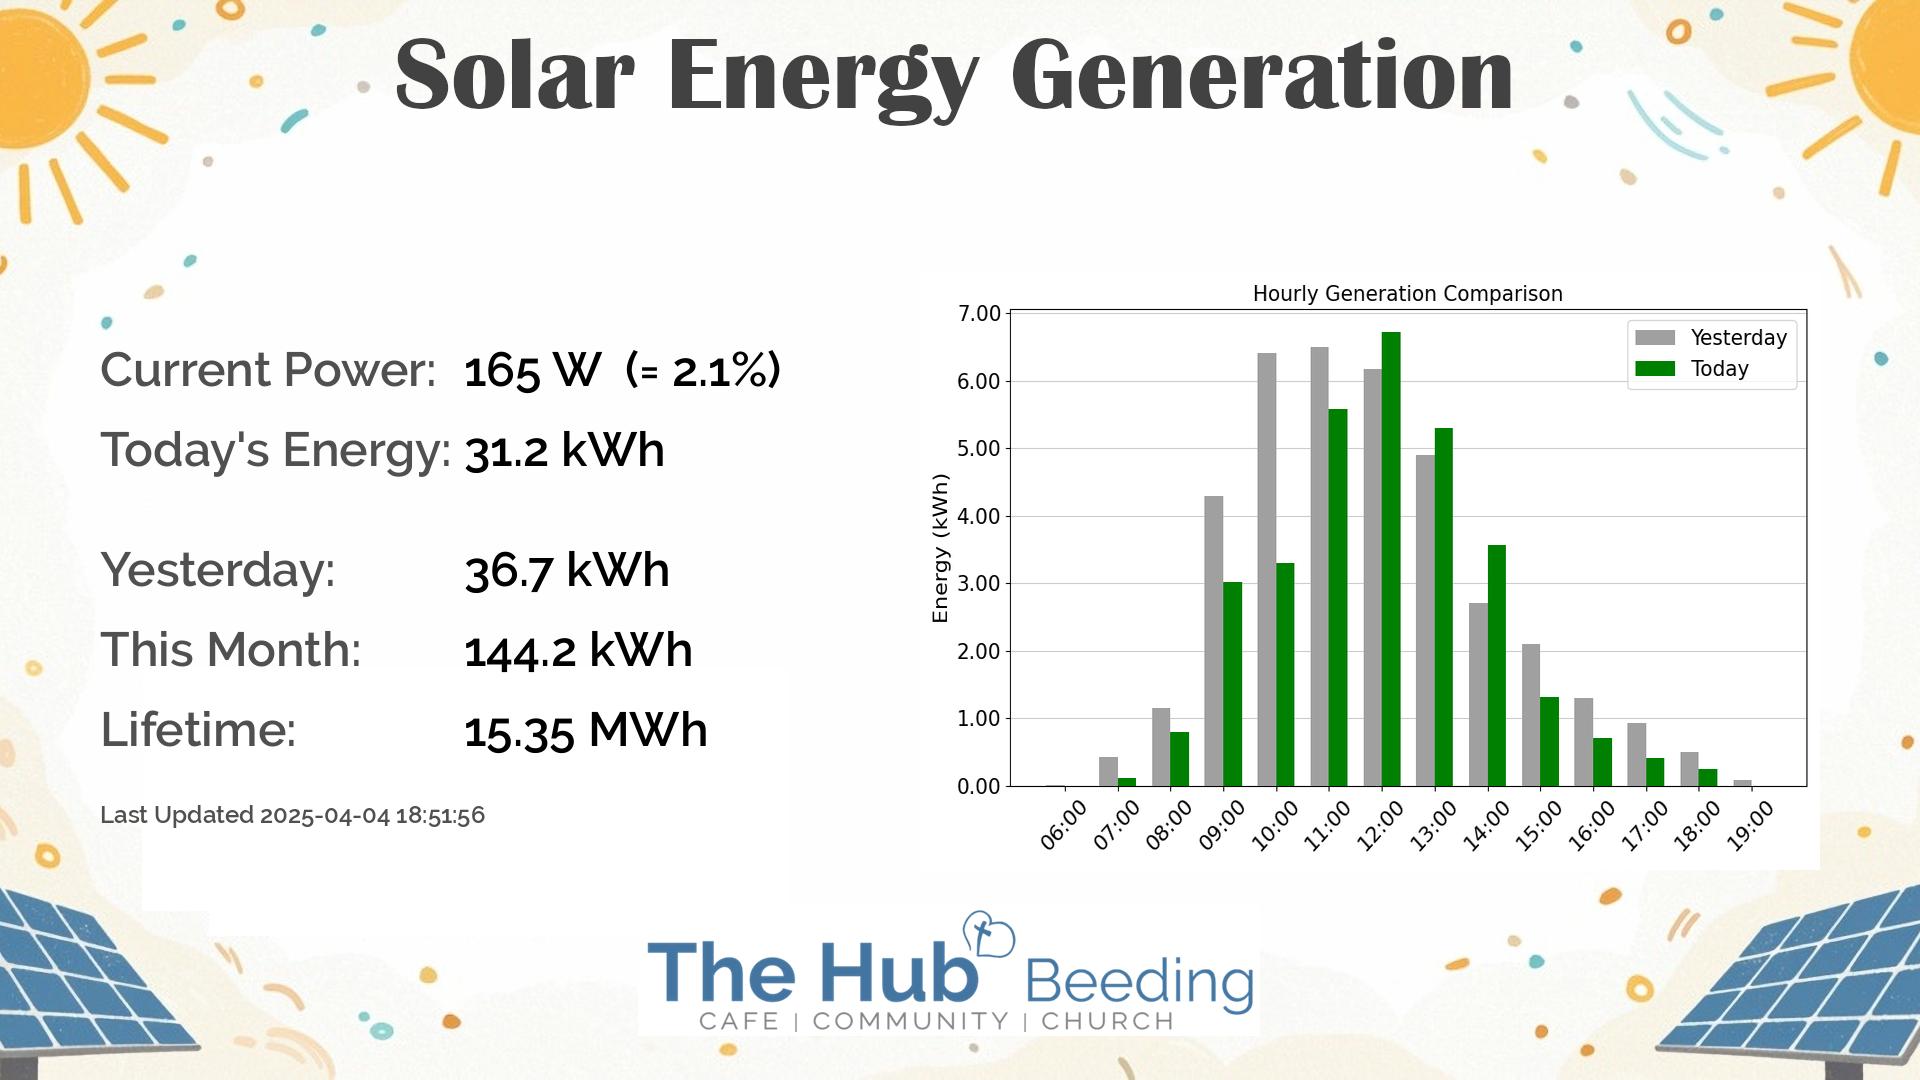 Solar Energy Generation
Current Power: 165 W (= 2.1%)
Today's Energy: 31.2 kWh
Yesterday: 36.7 kWh
This Month: 144.2 kWh
Lifetime: 15.35 MWh
Last Updated 2025-04-04 18:51:56
Hourly Generation Comparison
Yesterday
Today
Energy (kWh)
7.00
6.00
5.00
4.00
3.00
2.00
1.00
0.00
06:00 07:00 08:00 09:00 10:00 11:00 12:00 13:00 14:00 15:00 16:00 17:00 18:00 19:00
The Hub Beeding
CAFE | COMMUNITY | CHURCH